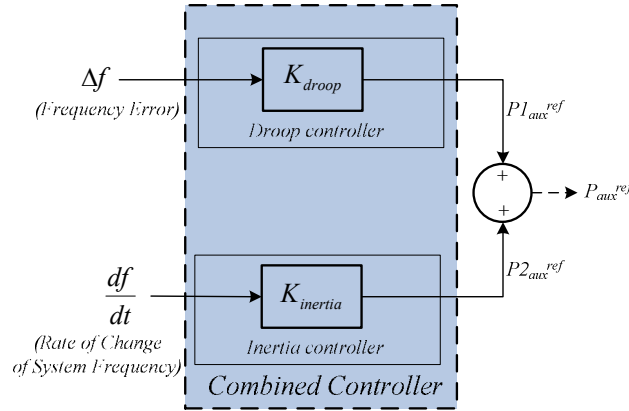 Δf
(Frequency Error)
K_droop
Droop controller
P1_aux^ref
+
+
P_aux^ref
P2_aux^ref
df/dt
(Rate of Change
of System Frequency)
K_inertia
Inertia controller
Combined Controller